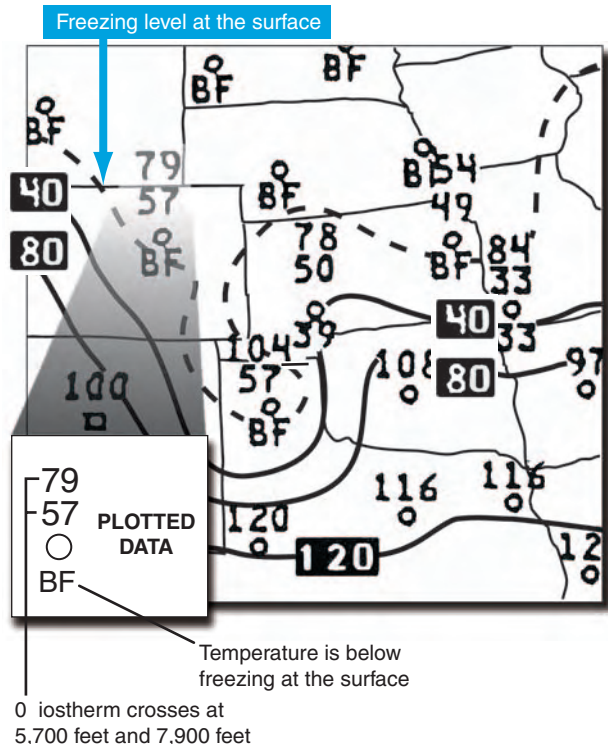 Freezing level at the surface
BF
BF
BF
79
57
BF
40
80
BF
BF 54
49
78
50
BF
84
33
33
39
40
80
104
57
BF
100
108
97
120
116
116
120
12
79
57
PLOTTED
DATA
BF
Temperature is below
freezing at the surface
0 iostherm crosses at
5,700 feet and 7,900 feet